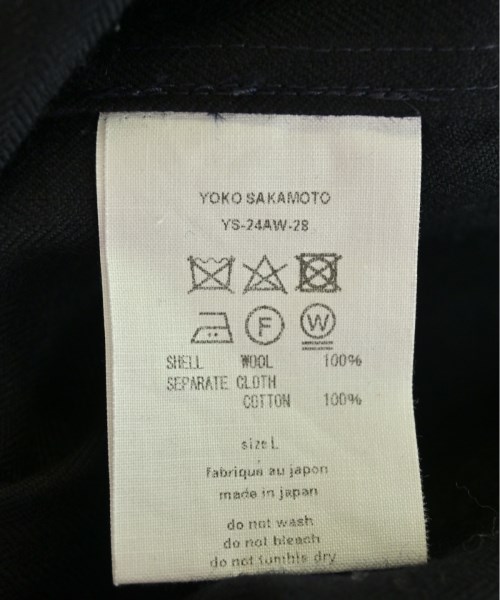 YOKO SAKAMOTO
YS-24AW-28
F W
SHELL WOOL 100%
SEPARATE CLOTH
COTTON 100%
size L
Fabriqua au japon
made in japan
do not wash
do not bleach
do not tumble dry